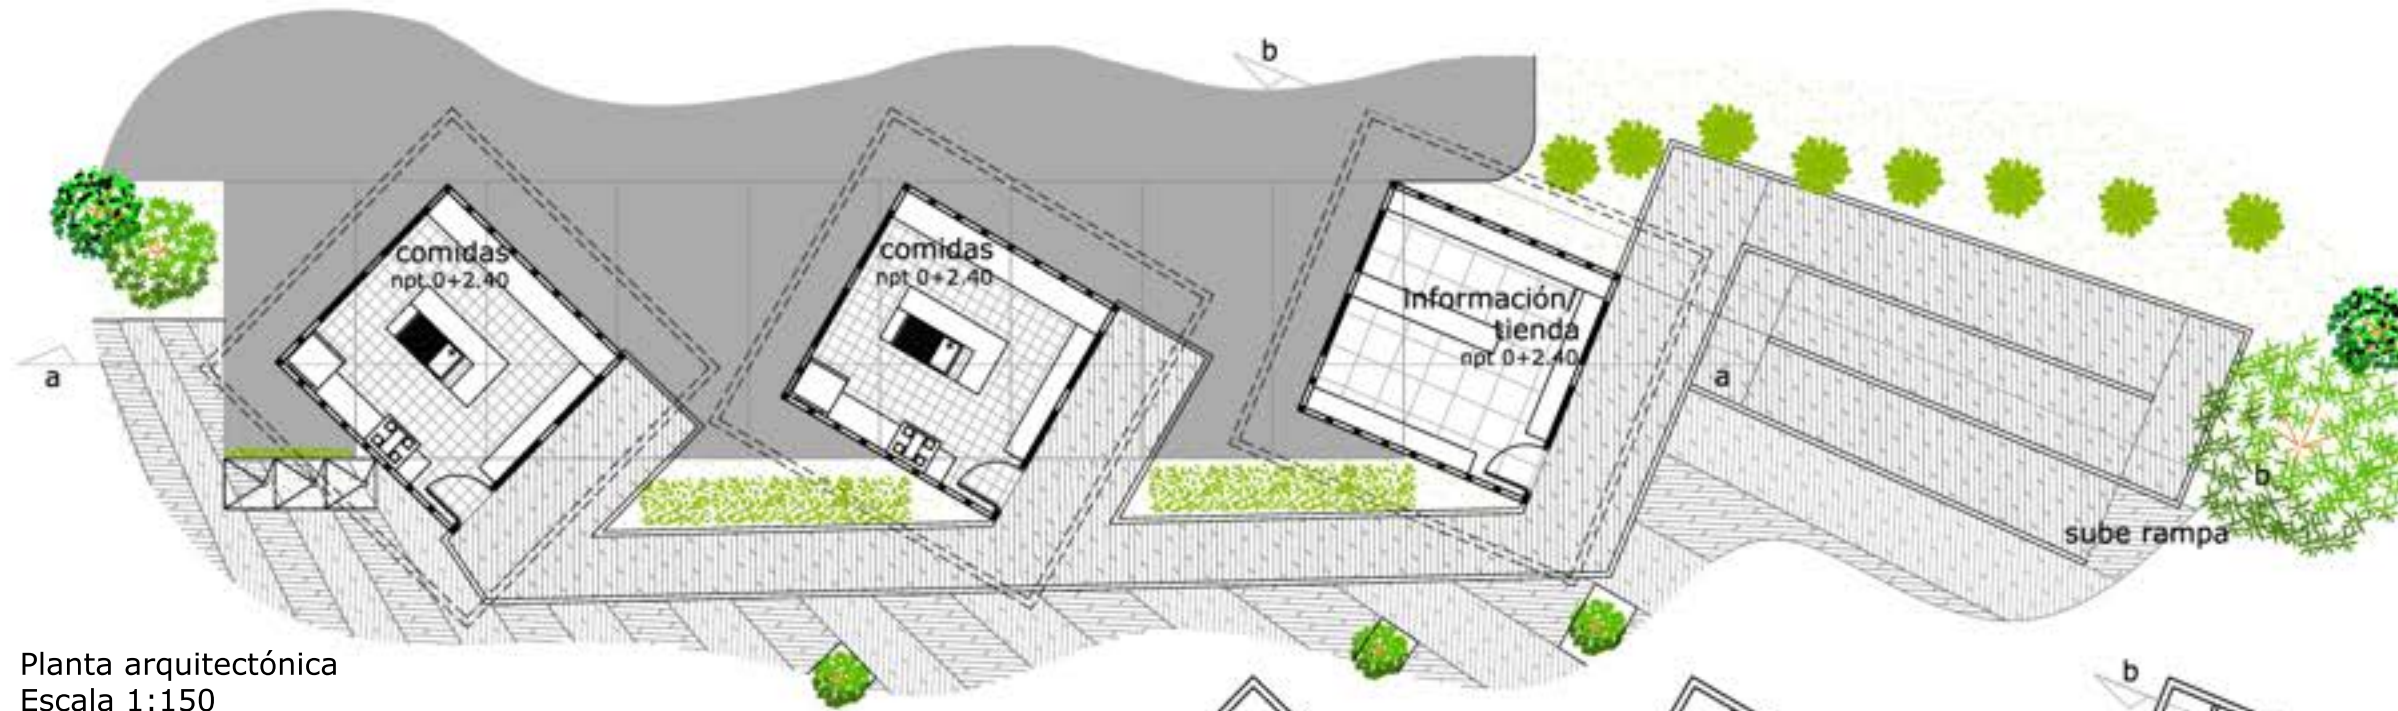 b
comidas
npt 0+2.40
comidas
npt 0+2.40
información/
tienda
npt 0+2.40
a
a
b
sube rampa
Planta arquitectónica
Escala 1:150
b